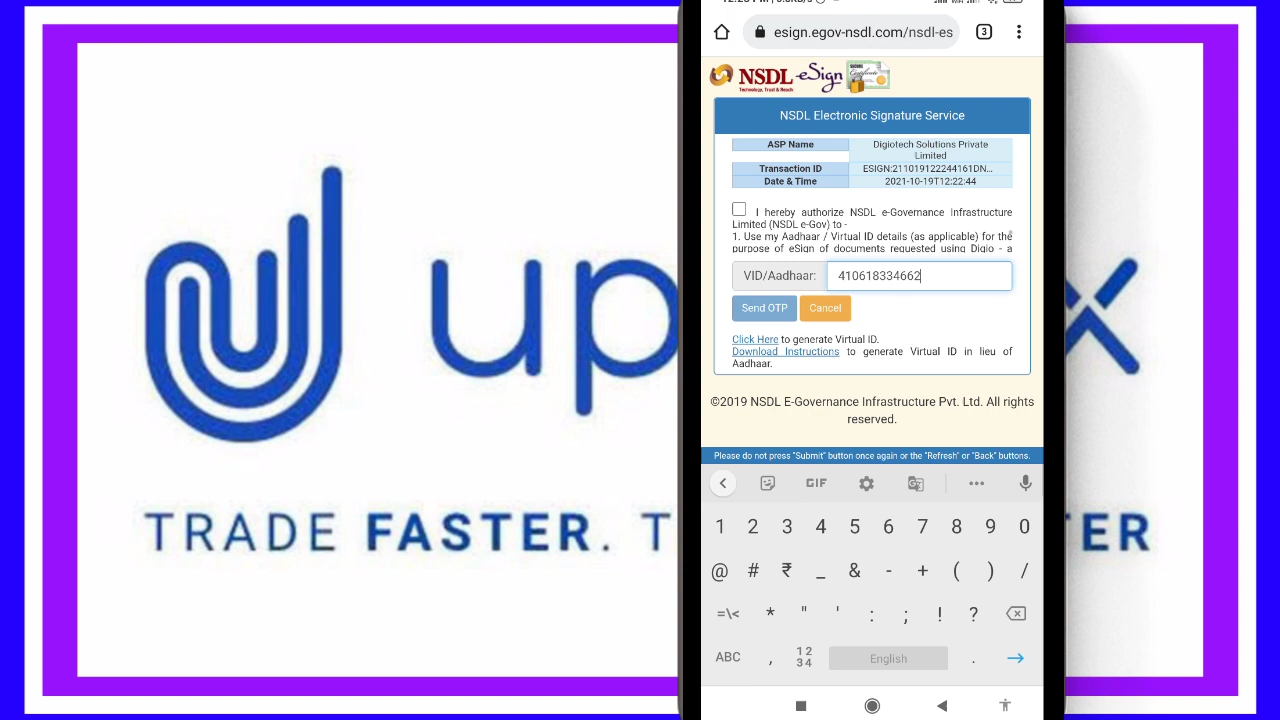 esign.egov-nsdl.com/nsdl-es
3
NSDL eSign
Technology, Trust & Reach
NSDL Electronic Signature Service
ASP Name Digiotech Solutions Private
Limited
Transaction ID ESIGN:211019122244161DN...
Date & Time 2021-10-19T12:22:44
I hereby authorize NSDL e-Governance Infrastructure
Limited (NSDL e-Gov) to -
1. Use my Aadhaar / Virtual ID details (as applicable) for the
purpose of eSign of documents requested using Digio - a
VID/Aadhaar: 410618334662
Send OTP Cancel
Click Here to generate Virtual ID.
Download Instructions to generate Virtual ID in lieu of
Aadhaar.
©2019 NSDL E-Governance Infrastructure Pvt. Ltd. All rights
reserved.
Please do not press "Submit" button once again or the "Refresh" or "Back" buttons.
GIF
1 2 3 4 5 6 7 8 9 0
@ # ₹ _ & - + ( ) /
=\< * " ' : ; ! ?
ABC , 12 34 English .
up x
TRADE FASTER. T ER